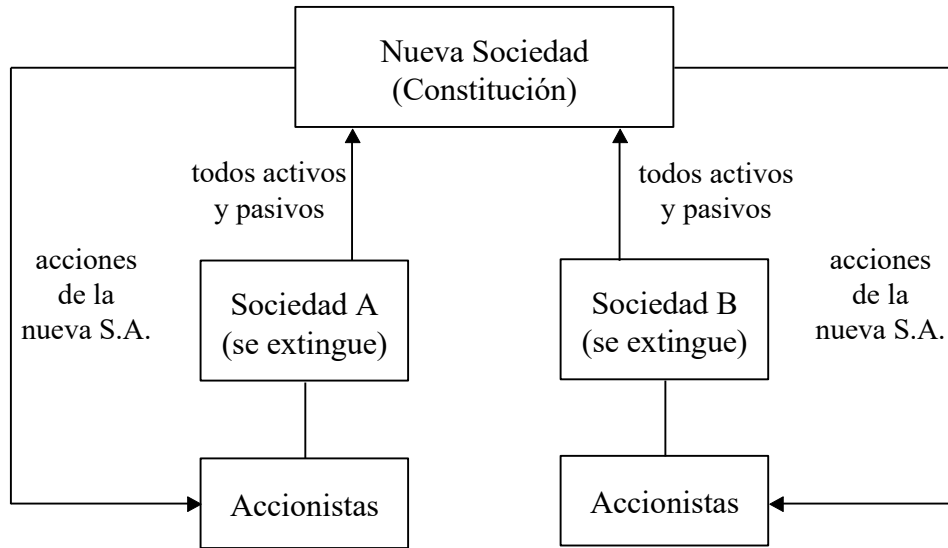 Nueva Sociedad
(Constitución)
todos activos
y pasivos
todos activos
y pasivos
acciones
de la
nueva S.A.
Sociedad A
(se extingue)
Sociedad B
(se extingue)
acciones
de la
nueva S.A.
Accionistas
Accionistas